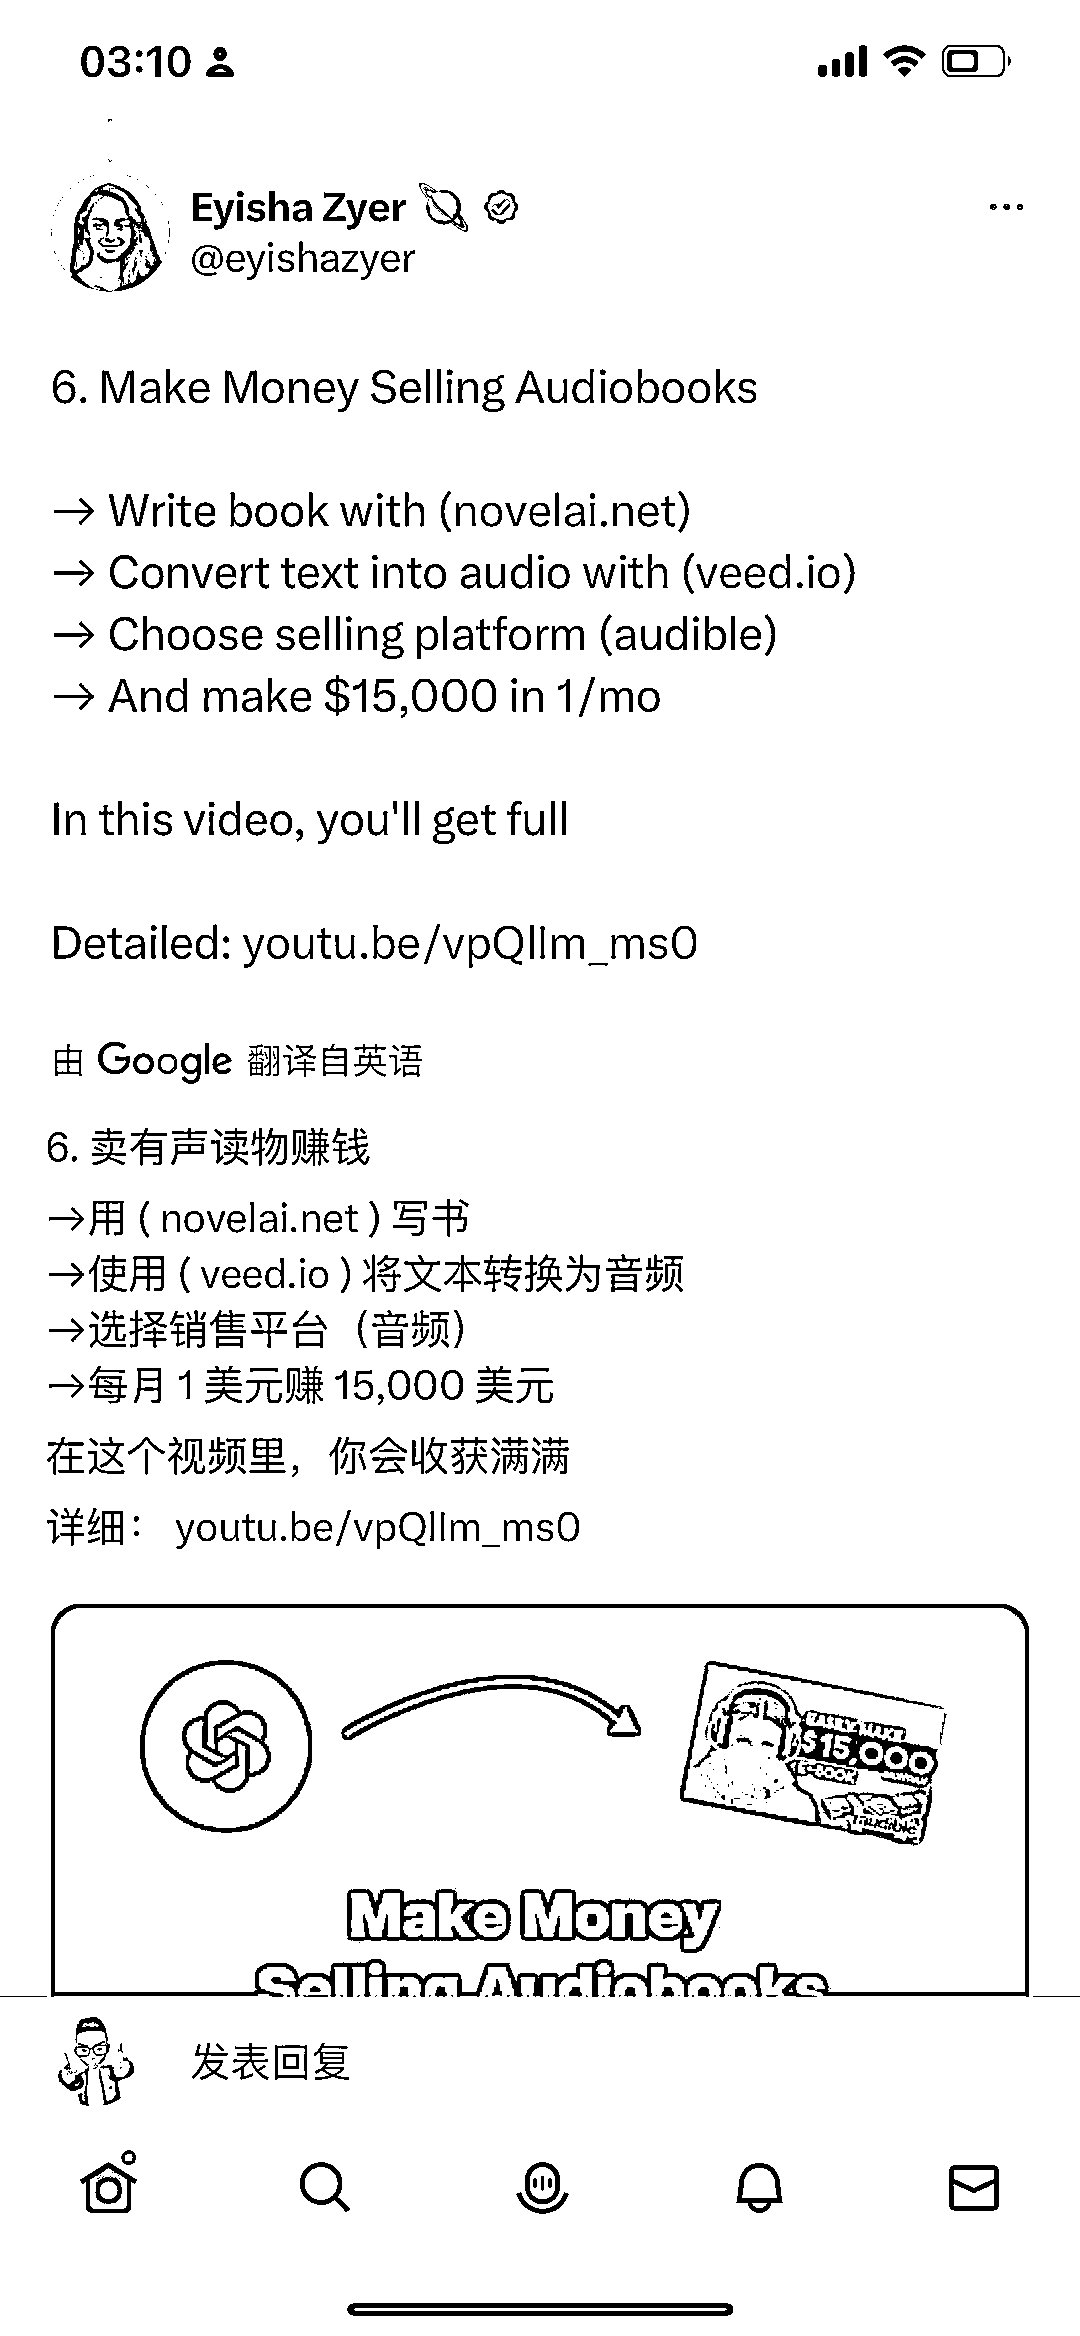 03:10
Eyisha Zyer
@eyishazyer
6. Make Money Selling Audiobooks
→ Write book with (novelai.net)
→ Convert text into audio with (veed.io)
→ Choose selling platform (audible)
→ And make $15,000 in 1/mo
In this video, you'll get full
Detailed: youtu.be/vpQlIm_ms0
由 Google 翻译自英语
6. 卖有声读物赚钱
→用 ( novelai.net ) 写书
→使用 ( veed.io ) 将文本转换为音频
→选择销售平台（音频）
→每月 1 美元赚 15,000 美元
在这个视频里，你会收获满满
详细： youtu.be/vpQlIm_ms0
EASILY MAKE
$15,000
E-BOOK
Make Money
Selling Audiobooks
发表回复